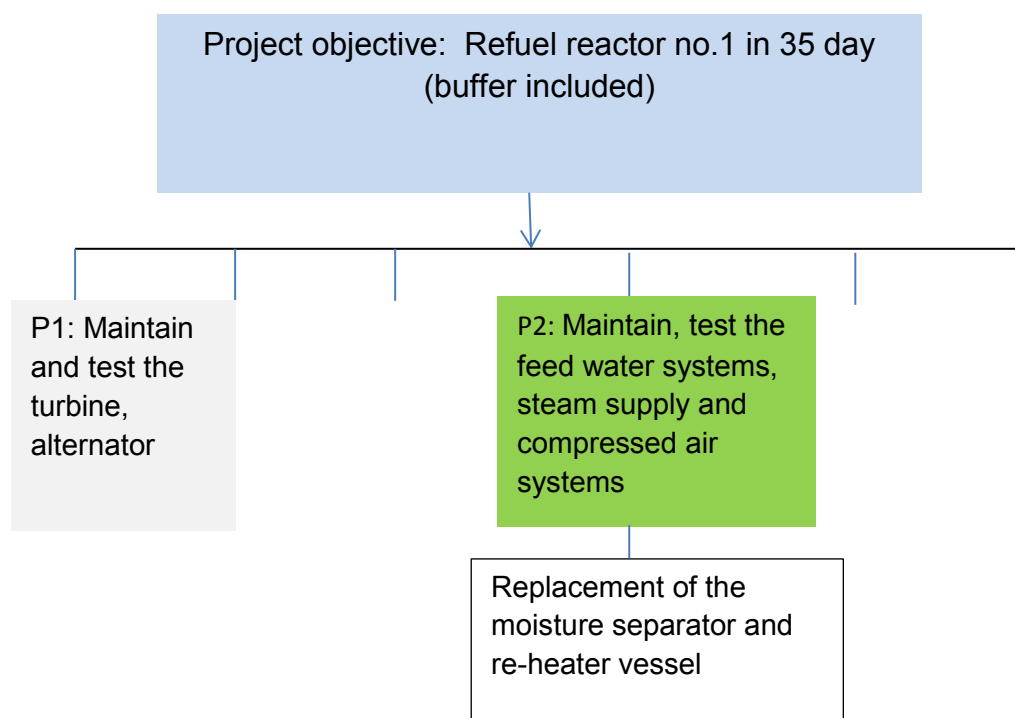 Project objective: Refuel reactor no.1 in 35 day
(buffer included)
P1: Maintain
and test the
turbine,
alternator
P2: Maintain, test the
feed water systems,
steam supply and
compressed air
systems
Replacement of the
moisture separator and
re-heater vessel